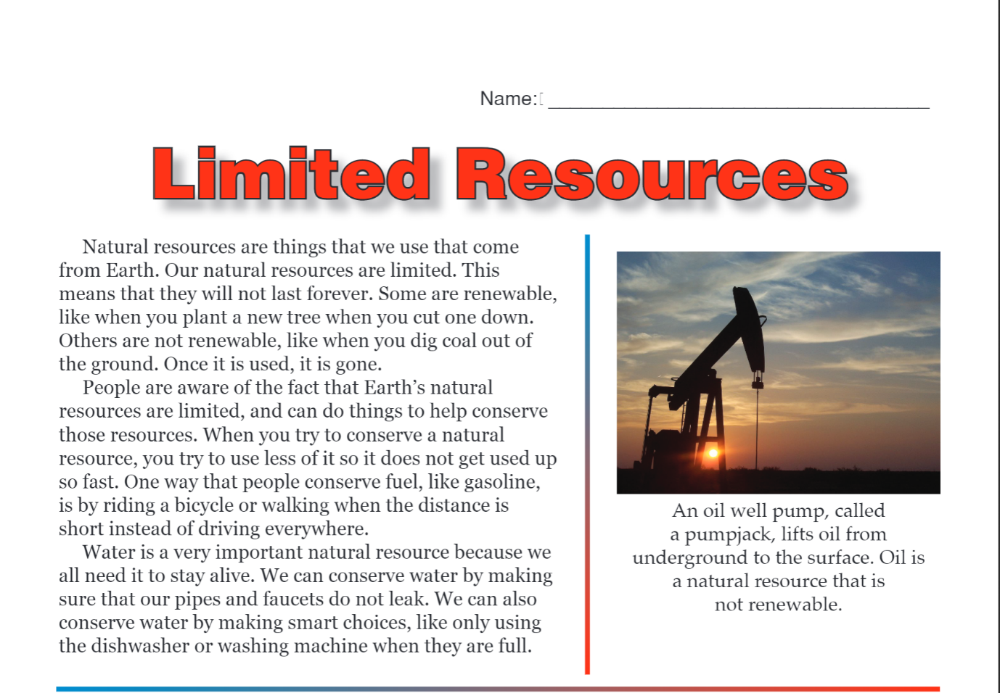 Name: ___________________________________
Limited Resources
Natural resources are things that we use that come
from Earth. Our natural resources are limited. This
means that they will not last forever. Some are renewable,
like when you plant a new tree when you cut one down.
Others are not renewable, like when you dig coal out of
the ground. Once it is used, it is gone.
People are aware of the fact that Earth’s natural
resources are limited, and can do things to help conserve
those resources. When you try to conserve a natural
resource, you try to use less of it so it does not get used up
so fast. One way that people conserve fuel, like gasoline,
is by riding a bicycle or walking when the distance is
short instead of driving everywhere.
Water is a very important natural resource because we
all need it to stay alive. We can conserve water by making
sure that our pipes and faucets do not leak. We can also
conserve water by making smart choices, like only using
the dishwasher or washing machine when they are full.
An oil well pump, called
a pumpjack, lifts oil from
underground to the surface. Oil is
a natural resource that is
not renewable.